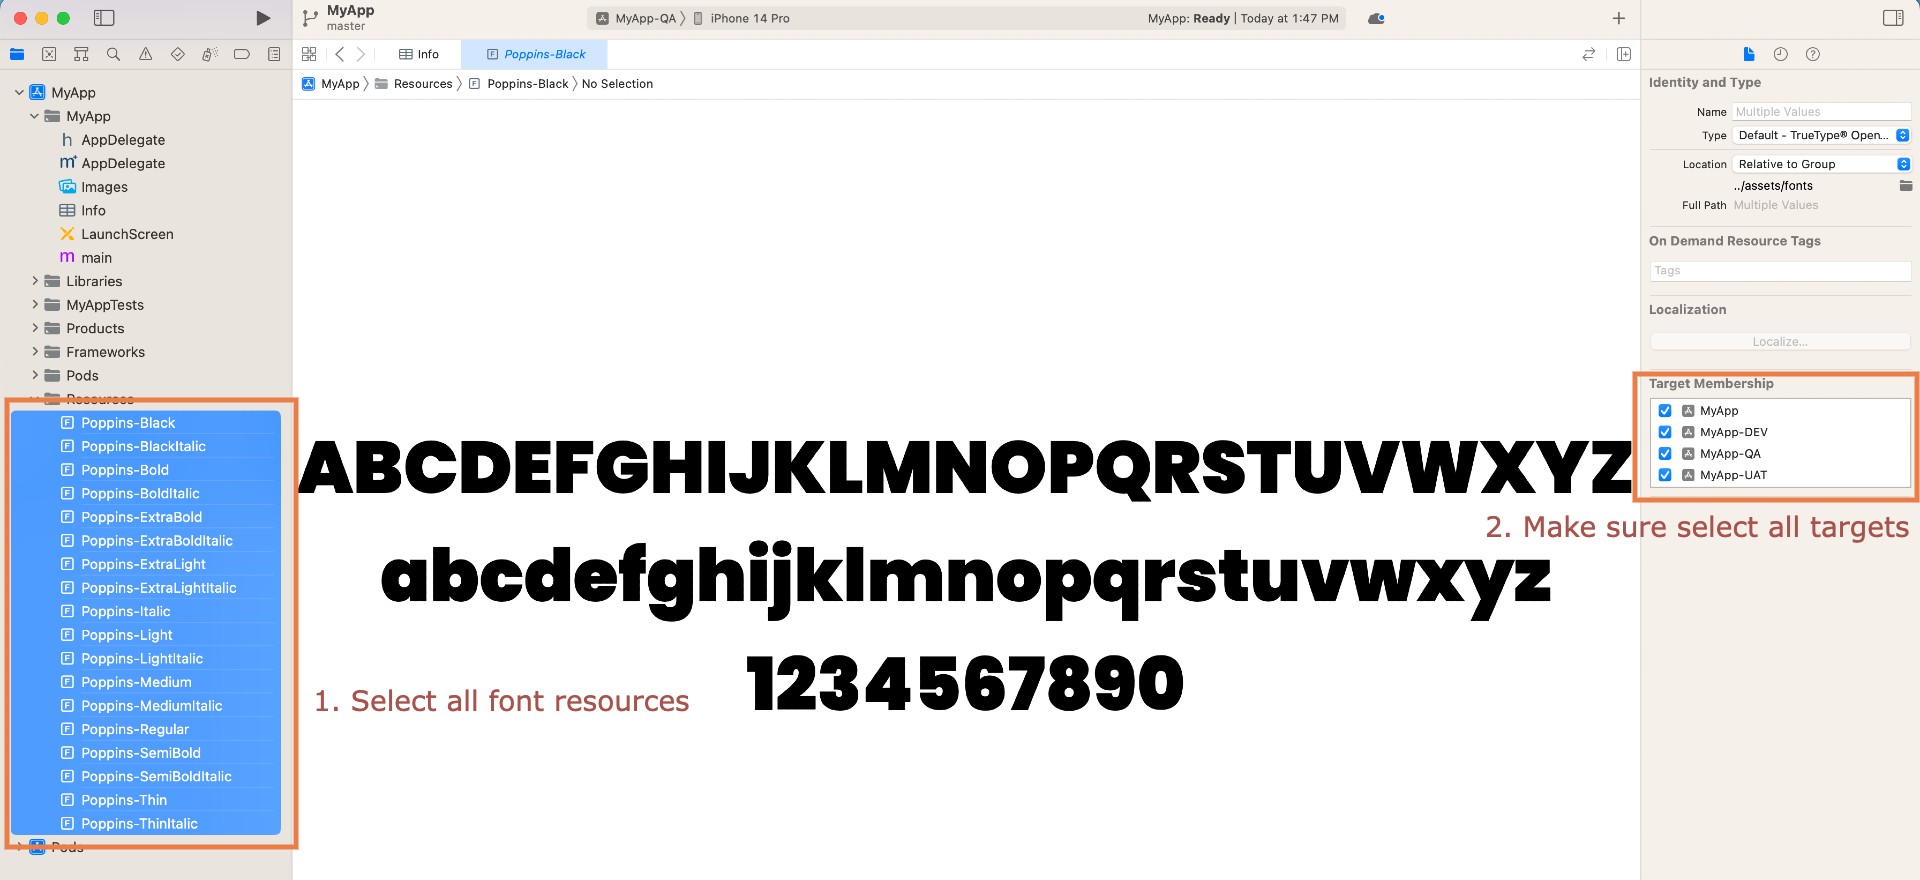 MyApp
master
MyApp-QA
iPhone 14 Pro
MyApp: Ready | Today at 1:47 PM
Info
Poppins-Black
MyApp
Resources
Poppins-Black
No Selection
MyApp
MyApp
AppDelegate
AppDelegate
Images
Info
LaunchScreen
main
Libraries
MyAppTests
Products
Frameworks
Pods
Resources
Poppins-Black
Poppins-BlackItalic
Poppins-Bold
Poppins-BoldItalic
Poppins-ExtraBold
Poppins-ExtraBoldItalic
Poppins-ExtraLight
Poppins-ExtraLightItalic
Poppins-Italic
Poppins-Light
Poppins-LightItalic
Poppins-Medium
Poppins-MediumItalic
Poppins-Regular
Poppins-SemiBold
Poppins-SemiBoldItalic
Poppins-Thin
Poppins-ThinItalic
Pods
ABCDEFGHIJKLMNOPQRSTUVWXYZ
abcdefghijklmnopqrstuvwxyz
1234567890
1. Select all font resources
Identity and Type
Name Multiple Values
Type Default - TrueType® Open...
Location Relative to Group
../assets/fonts
Full Path Multiple Values
On Demand Resource Tags
Tags
Localization
Localize...
Target Membership
MyApp
MyApp-DEV
MyApp-QA
MyApp-UAT
2. Make sure select all targets